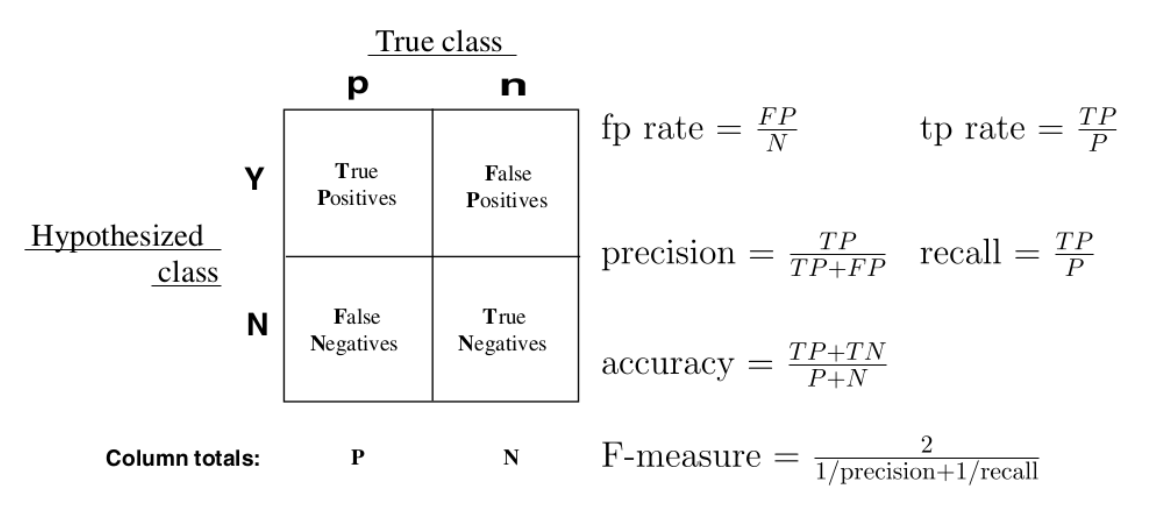 True class
p n
Y
True Positives
False Positives
Hypothesized class
N
False Negatives
True Negatives
Column totals: P N
fp rate = FP/N
tp rate = TP/P
precision = TP/TP+FP
recall = TP/P
accuracy = TP+TN/P+N
F-measure = 2/1/precision+1/recall